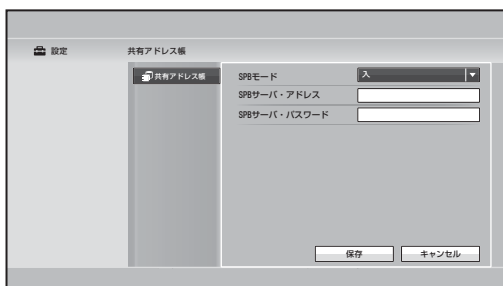 設定
共有アドレス帳
共有アドレス帳
SPBモード
入
SPBサーバ・アドレス
SPBサーバ・パスワード
保存
キャンセル